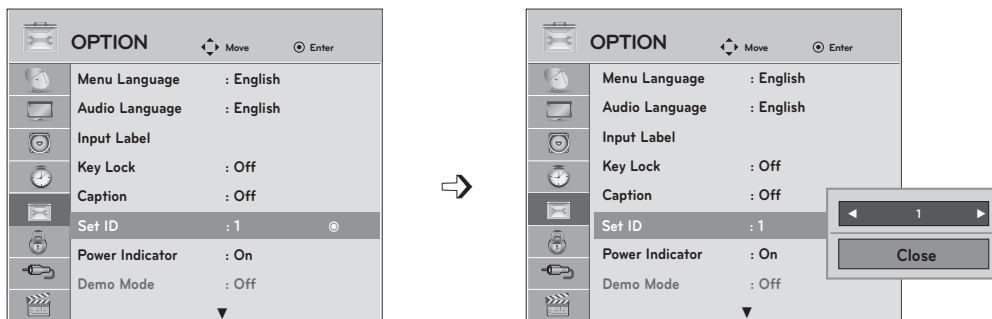 OPTION Move Enter
Menu Language : English
Audio Language : English
Input Label
Key Lock : Off
Caption : Off
Set ID : 1
Power Indicator : On
Demo Mode : Off
OPTION Move Enter
Menu Language : English
Audio Language : English
Input Label
Key Lock : Off
Caption : Off
Set ID : 1
Power Indicator : On
Demo Mode : Off
1
Close